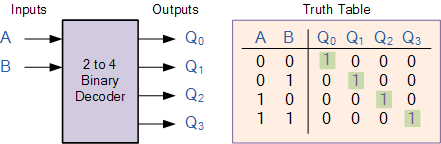 Inputs
Outputs
A
B
2 to 4
Binary
Decoder
Q0
Q1
Q2
Q3
Truth Table
A B Q0 Q1 Q2 Q3
0 0 1 0 0 0
0 1 0 1 0 0
1 0 0 0 1 0
1 1 0 0 0 1